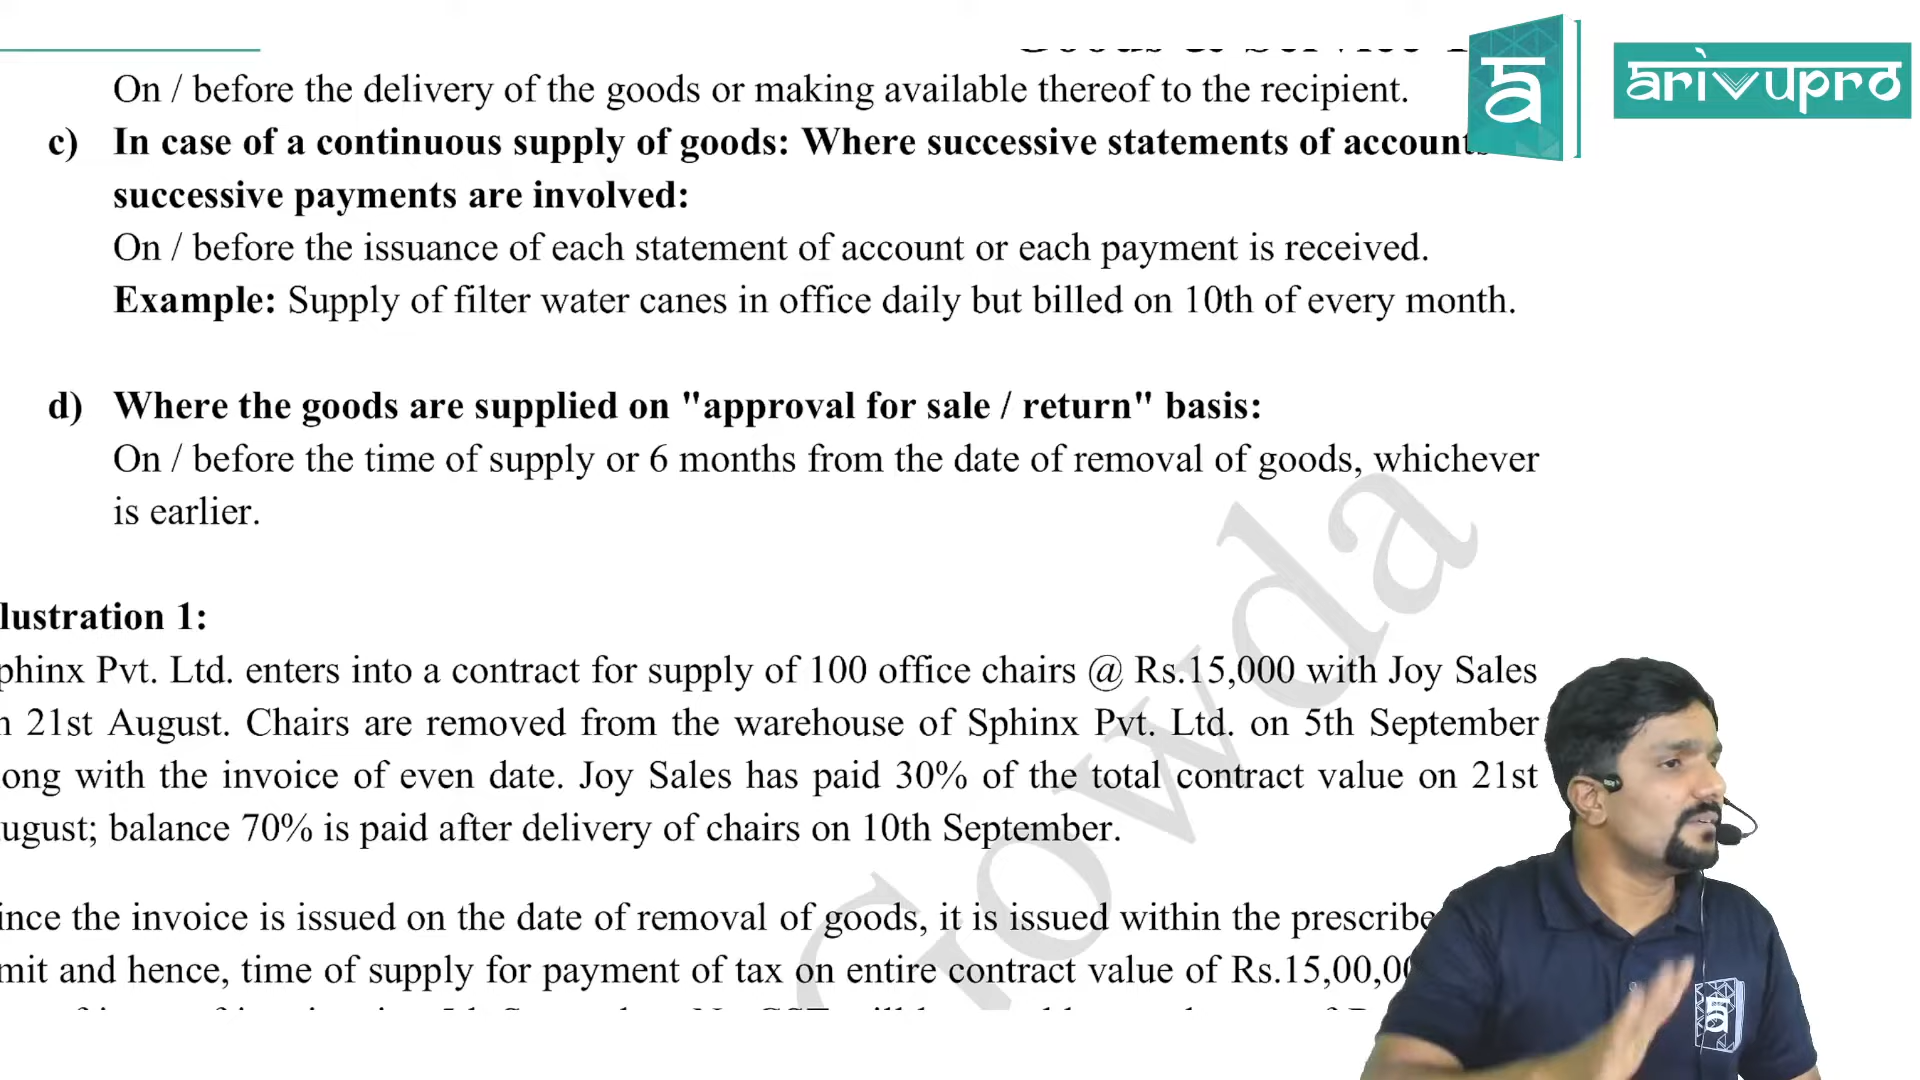 On / before the delivery of the goods or making available thereof to the recipient.
arivupro
c) In case of a continuous supply of goods: Where successive statements of accounts
successive payments are involved:
On / before the issuance of each statement of account or each payment is received.
Example: Supply of filter water canes in office daily but billed on 10th of every month.
d) Where the goods are supplied on "approval for sale / return" basis:
On / before the time of supply or 6 months from the date of removal of goods, whichever
is earlier.
lustration 1:
phinx Pvt. Ltd. enters into a contract for supply of 100 office chairs @ Rs.15,000 with Joy Sales
n 21st August. Chairs are removed from the warehouse of Sphinx Pvt. Ltd. on 5th September
ong with the invoice of even date. Joy Sales has paid 30% of the total contract value on 21st
ugust; balance 70% is paid after delivery of chairs on 10th September.
ince the invoice is issued on the date of removal of goods, it is issued within the prescribe
mit and hence, time of supply for payment of tax on entire contract value of Rs.15,00,00
Gowda